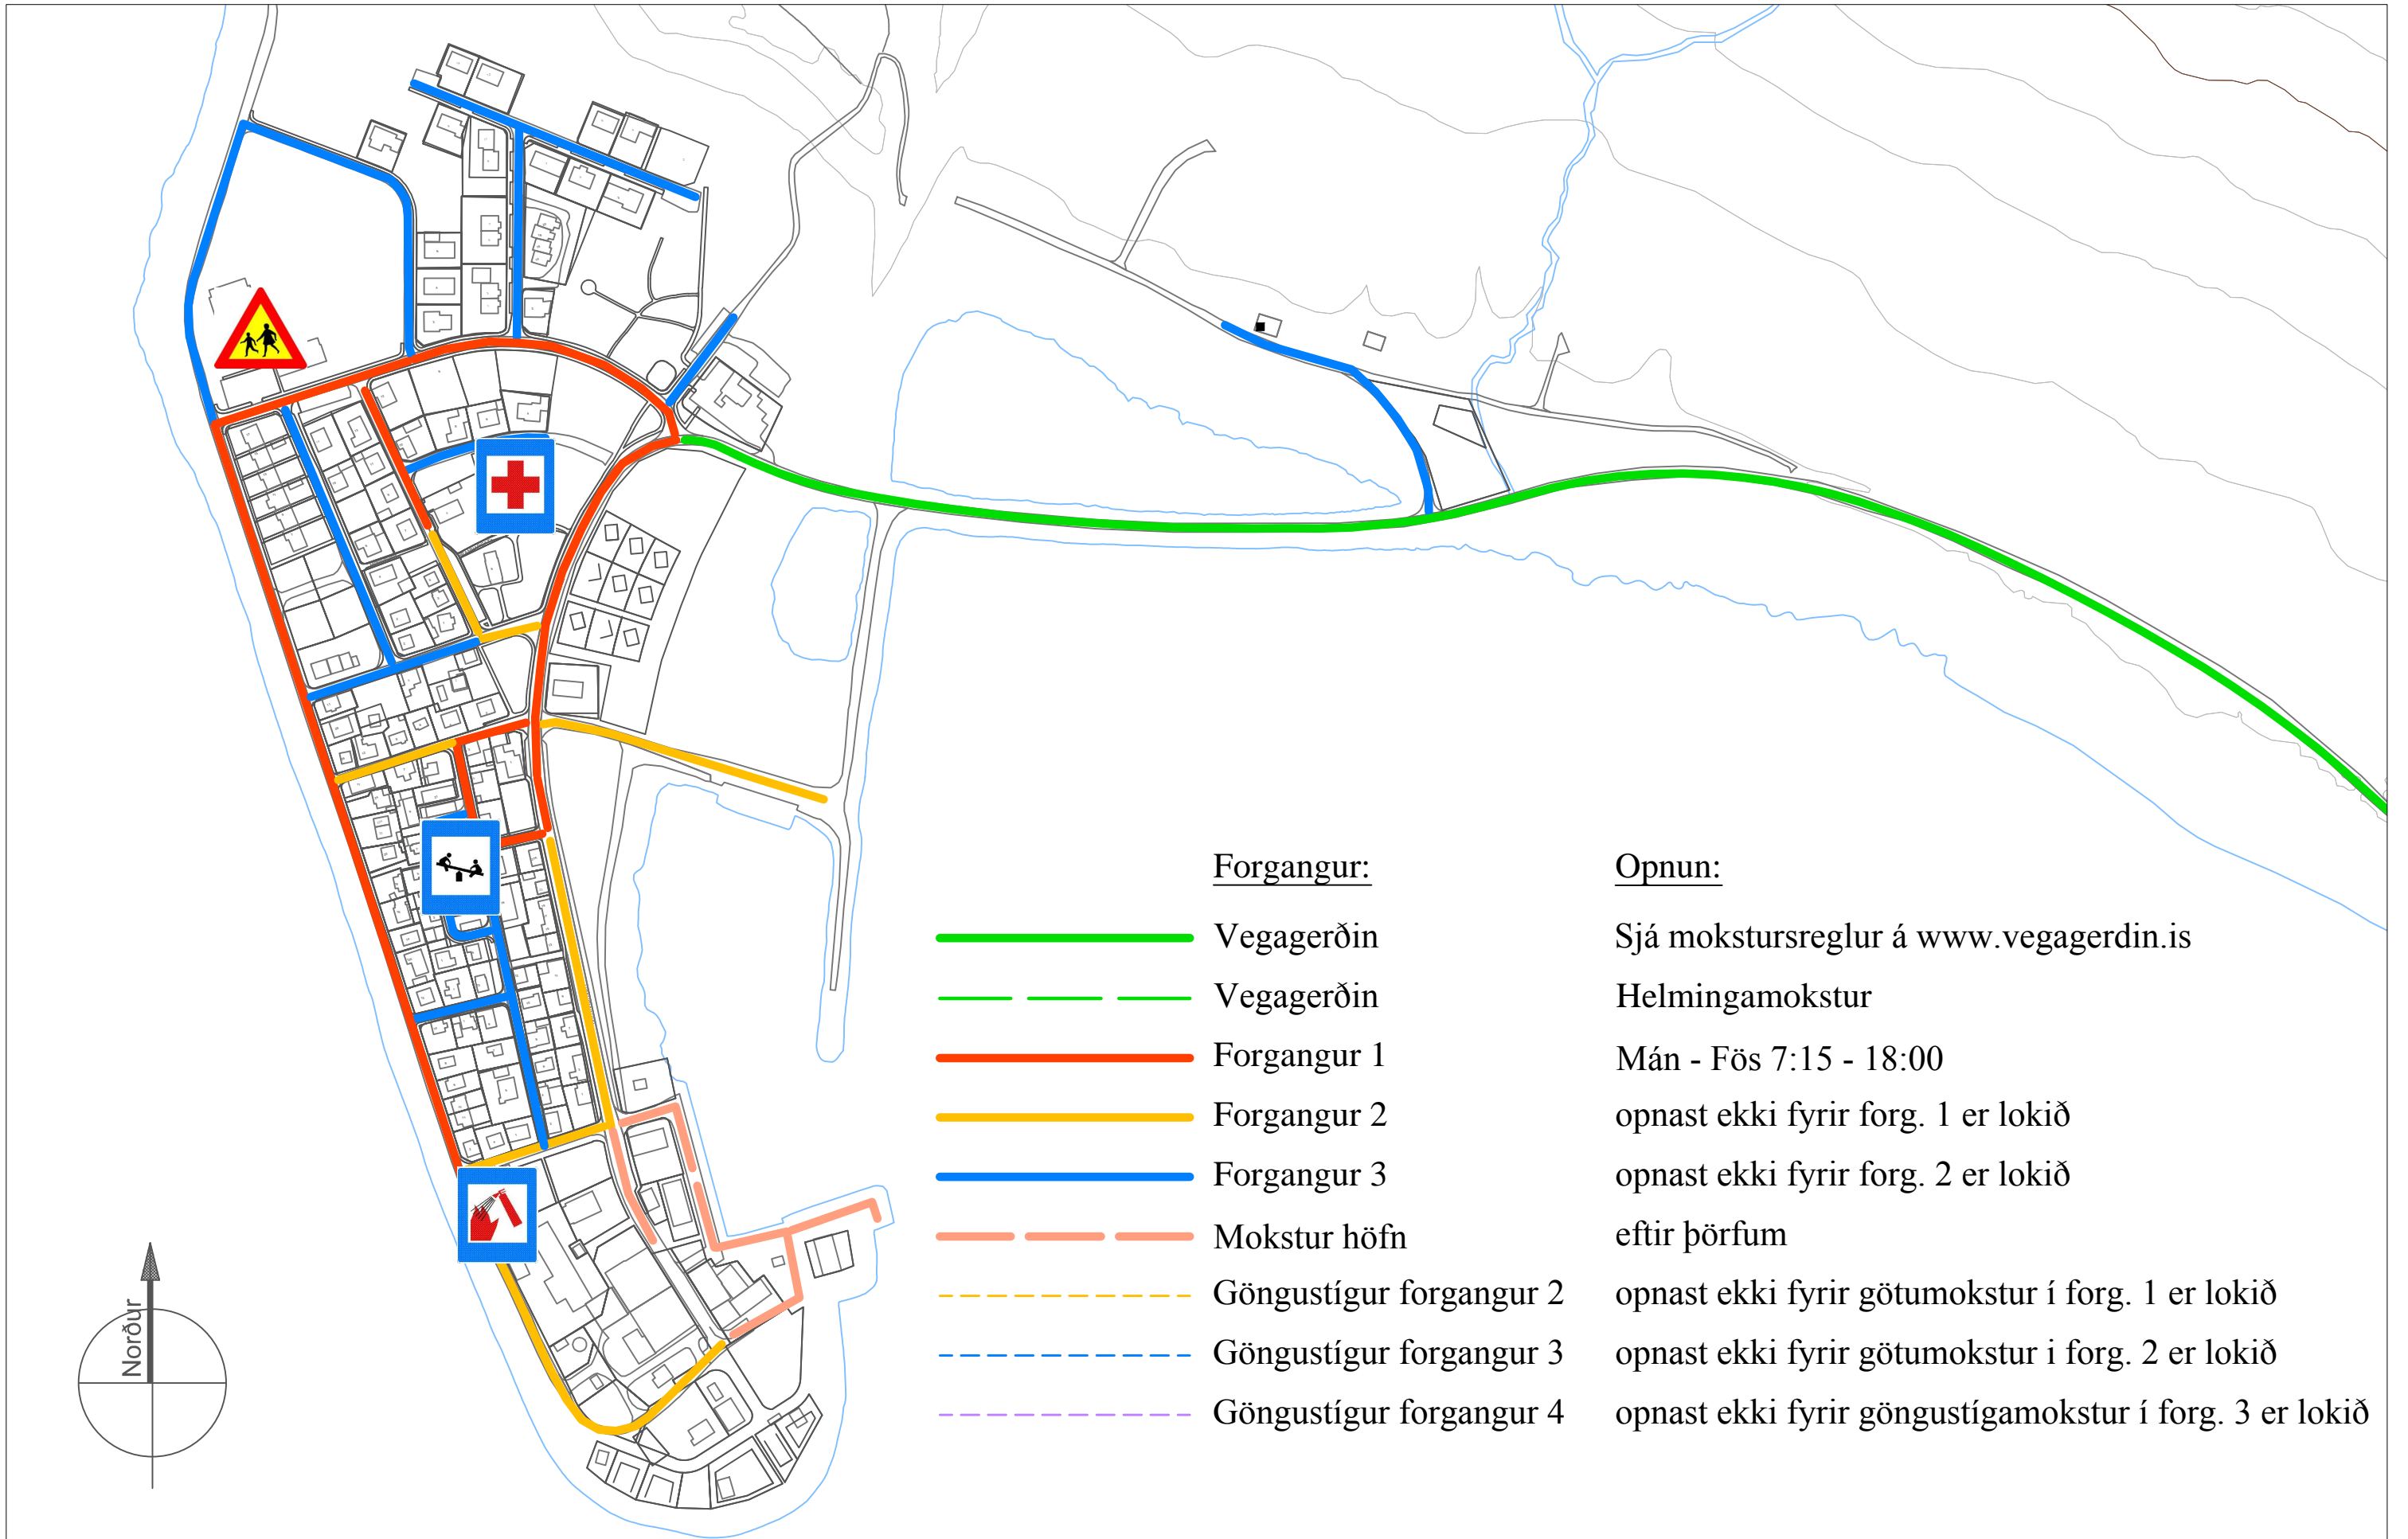 Forgangur: Opnun:
Vegagerðin Sjá mokstursreglur á www.vegagerdin.is
Vegagerðin Helmingamokstur
Forgangur 1 Mán - Fös 7:15 - 18:00
Forgangur 2 opnast ekki fyrir forg. 1 er lokið
Forgangur 3 opnast ekki fyrir forg. 2 er lokið
Mokstur höfn eftir þörfum
Göngustígur forgangur 2 opnast ekki fyrir götumokstur í forg. 1 er lokið
Göngustígur forgangur 3 opnast ekki fyrir götumokstur i forg. 2 er lokið
Göngustígur forgangur 4 opnast ekki fyrir göngustígamokstur í forg. 3 er lokið
Norður